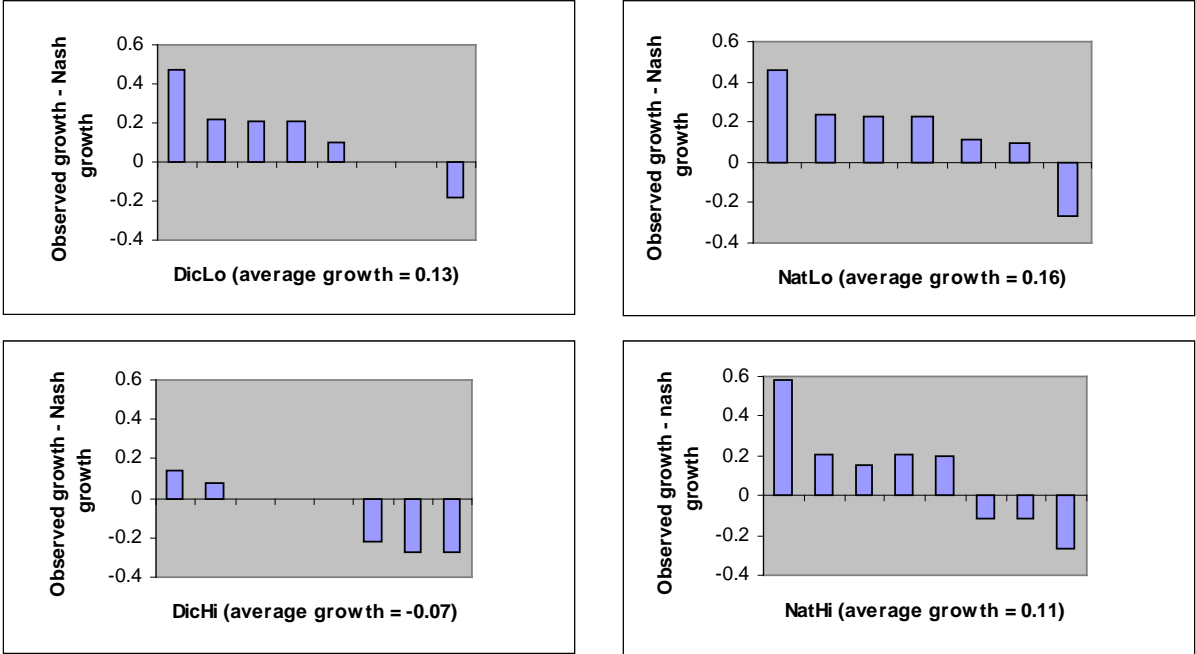 Observed growth - Nash
growth
0.6
0.4
0.2
0
-0.2
-0.4
DicLo (average growth = 0.13)
Observed growth - Nash
growth
0.6
0.4
0.2
0
-0.2
-0.4
NatLo (average growth = 0.16)
Observed growth - Nash
growth
0.6
0.4
0.2
0
-0.2
-0.4
DicHi (average growth = -0.07)
Observed growth - nash
growth
0.6
0.4
0.2
0
-0.2
-0.4
NatHi (average growth = 0.11)